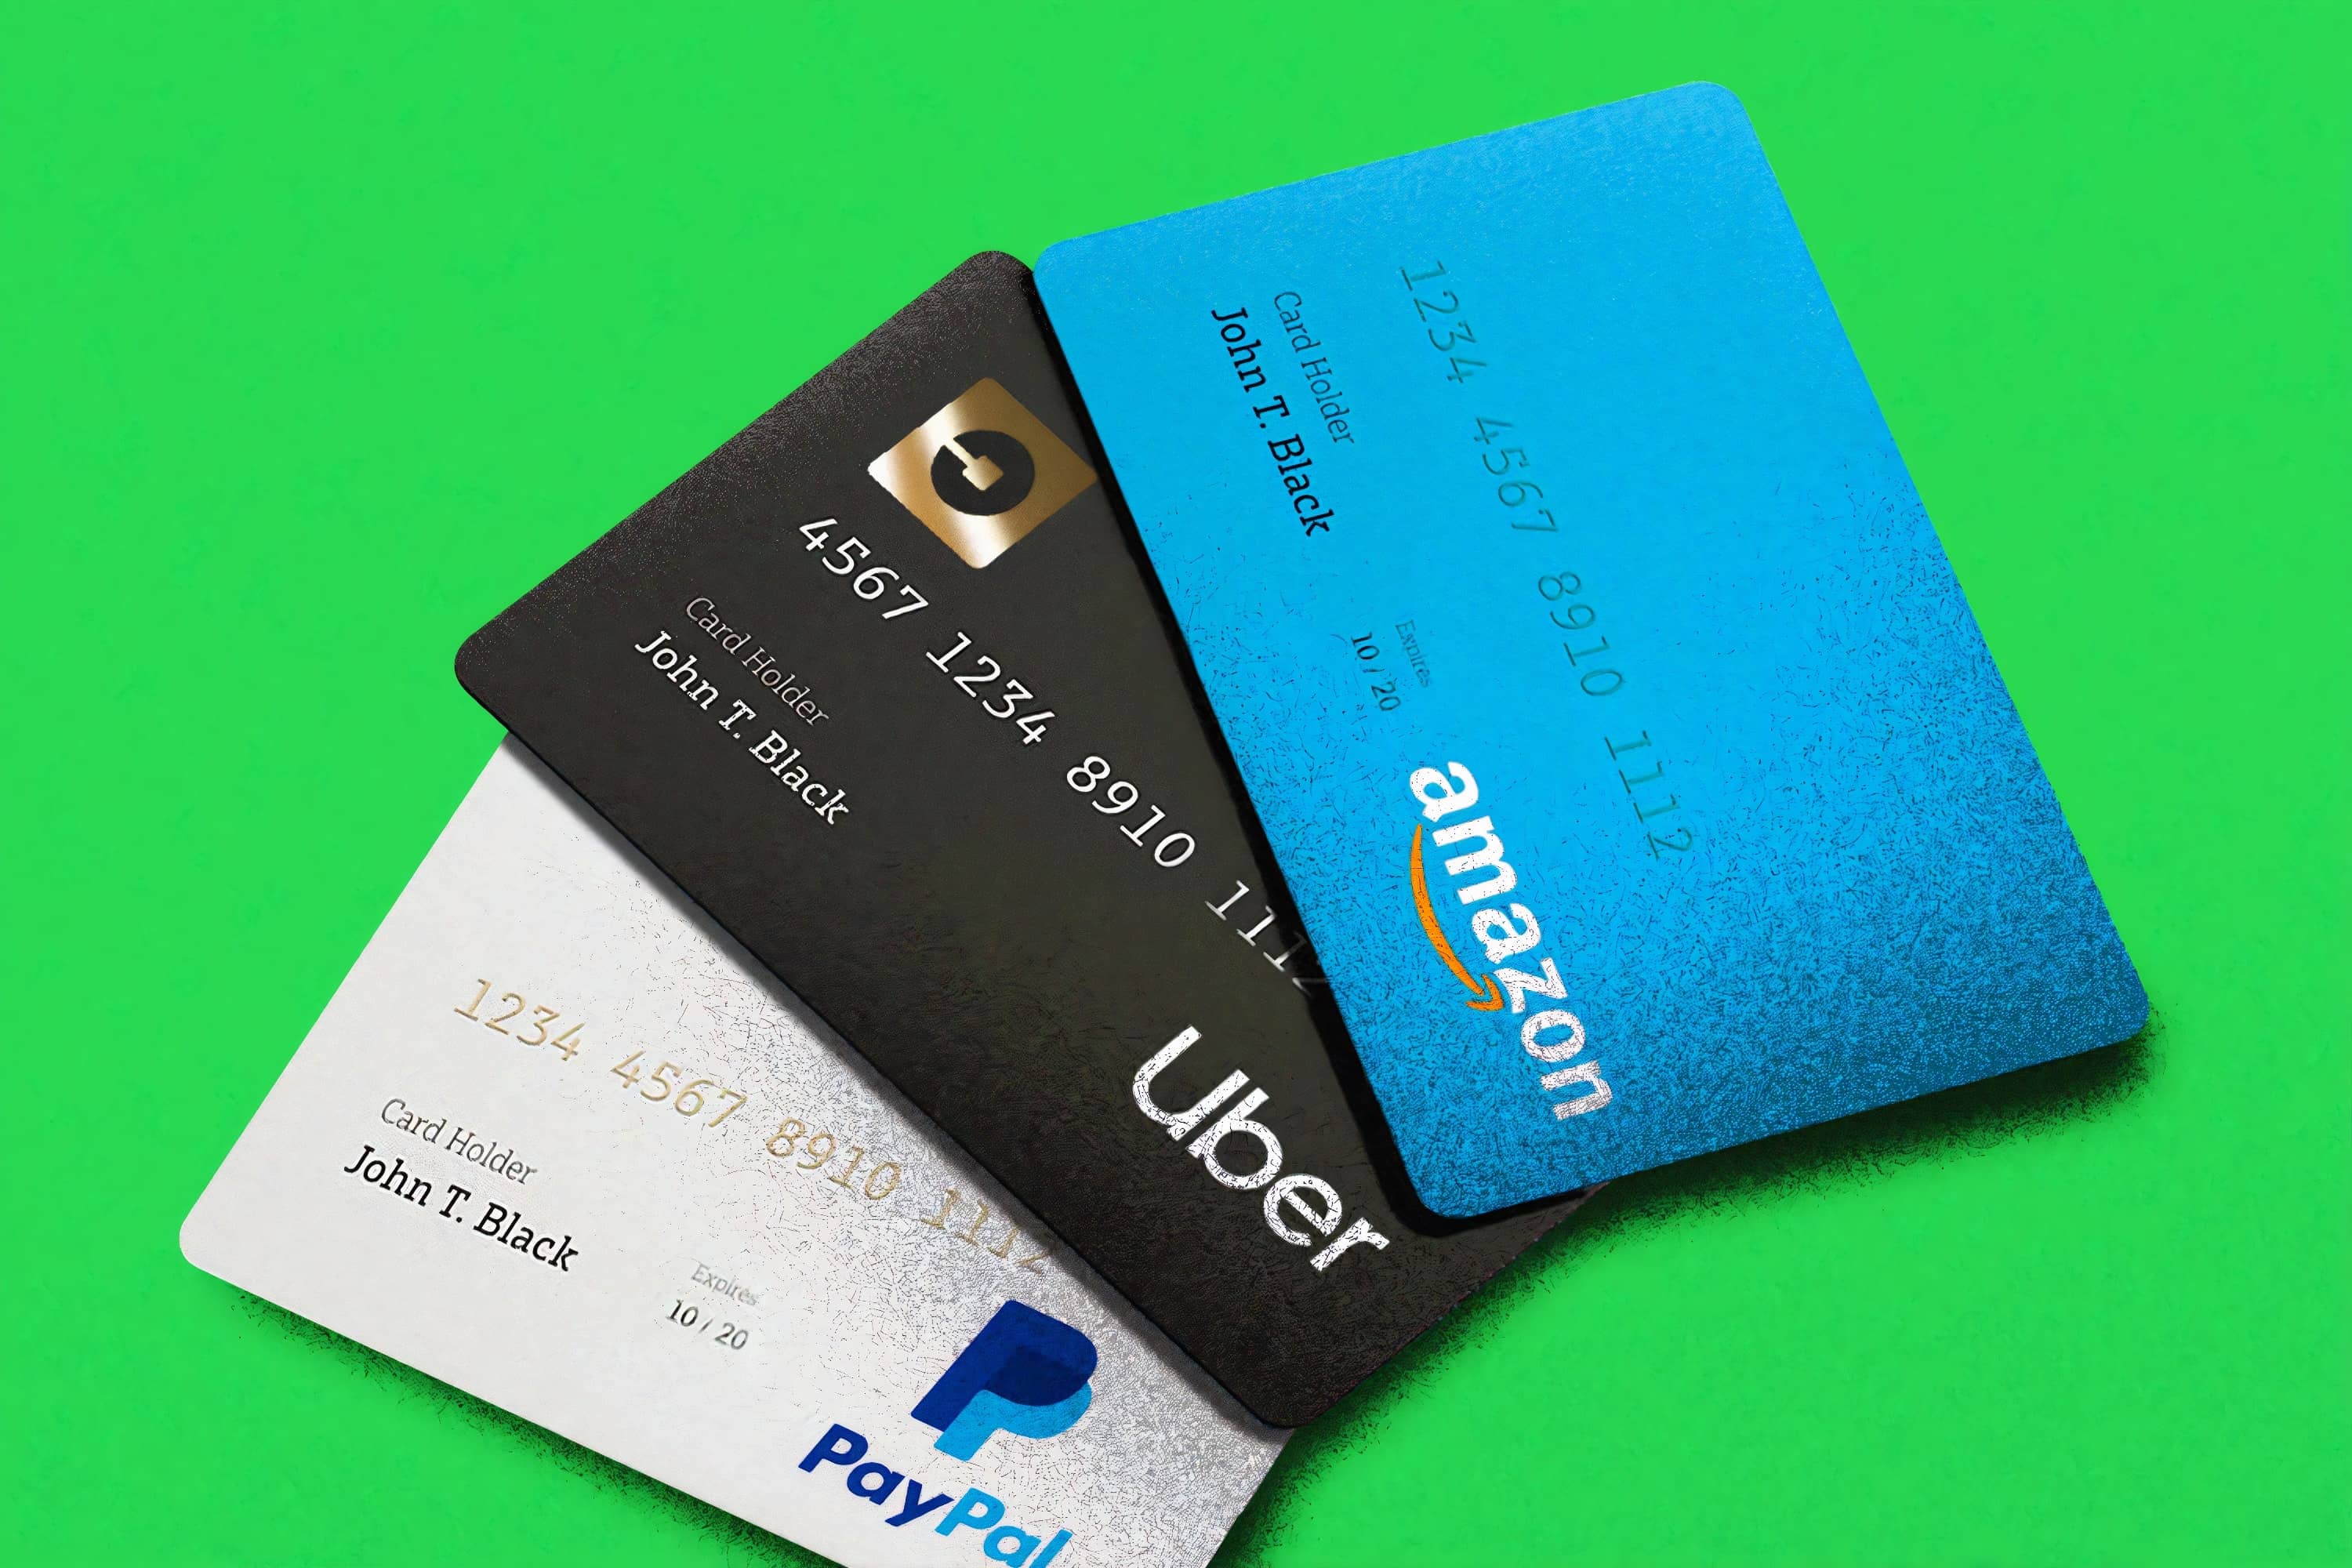 1234 4567 8910 1112
Card Holder
John T. Black
Expires
10 / 20
amazon
4567 1234 8910 1112
Card Holder
John T. Black
Uber
1234 4567 8910 1112
Card Holder
John T. Black
Expires
10 / 20
PayPal